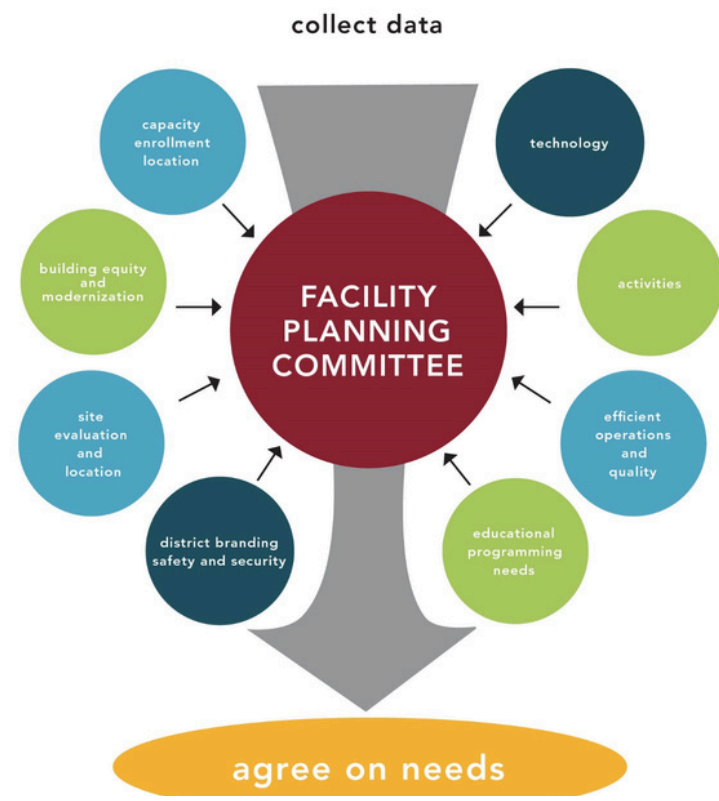 collect data
capacity
enrollment
location
technology
building equity
and
modernization
activities
FACILITY
PLANNING
COMMITTEE
site
evaluation
and
location
efficient
operations
and
quality
district branding
safety and security
educational
programming
needs
agree on needs